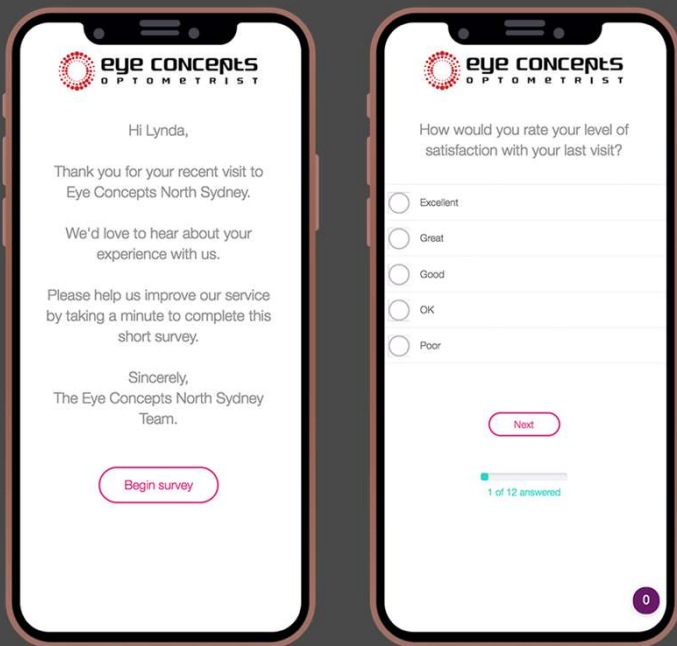 eye concepts
OPTOMETRIST
Hi Lynda,
Thank you for your recent visit to
Eye Concepts North Sydney.
We'd love to hear about your
experience with us.
Please help us improve our service
by taking a minute to complete this
short survey.
Sincerely,
The Eye Concepts North Sydney
Team.
Begin survey
eye concepts
OPTOMETRIST
How would you rate your level of
satisfaction with your last visit?
Excellent
Great
Good
OK
Poor
Next
1 of 12 answered
0